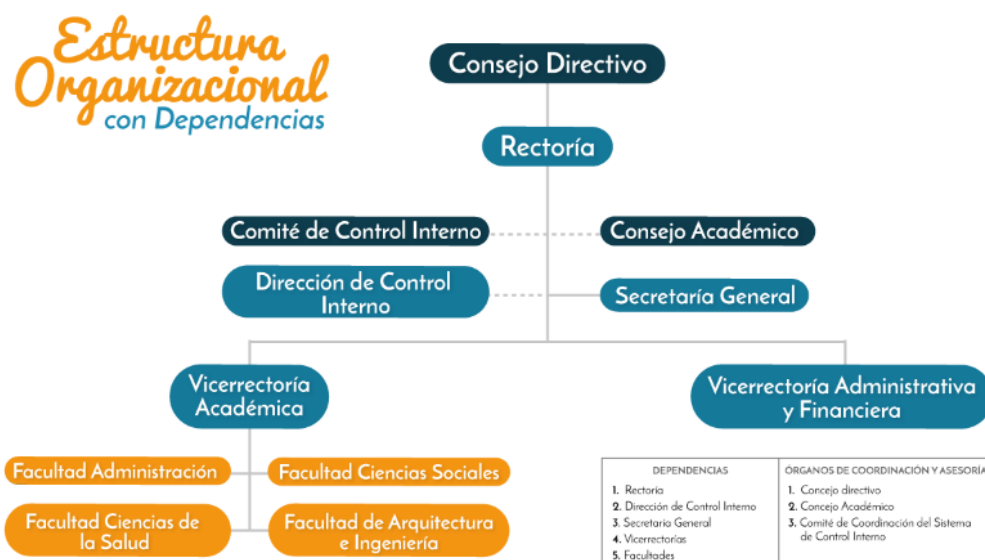 Estructura
Organizacional
con Dependencias
Consejo Directivo
Rectoría
Comité de Control Interno
Consejo Académico
Dirección de Control
Interno
Secretaría General
Vicerrectoría
Académica
Vicerrectoría Administrativa
y Financiera
Facultad Administración
Facultad Ciencias Sociales
Facultad Ciencias de
la Salud
Facultad de Arquitectura
e Ingeniería
DEPENDENCIAS
1. Rectoría
2. Dirección de Control Interno
3. Secretaria General
4. Vicerrectorías
5. Facultades
ÓRGANOS DE COORDINACIÓN Y ASESORÍA
1. Concejo directivo
2. Concejo Académico
3. Comité de Coordinación del Sistema
de Control Interno